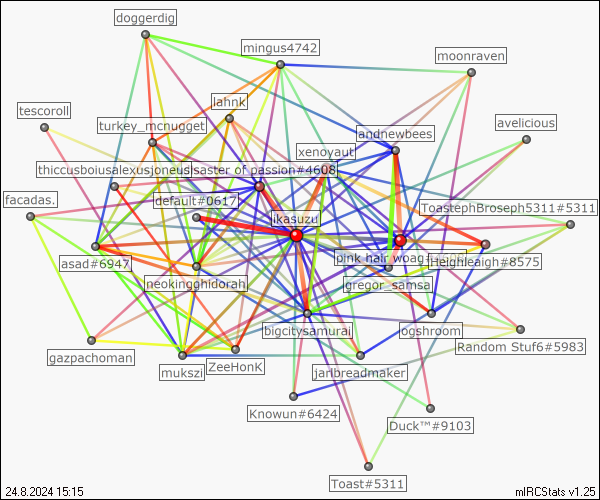 doggerdig
mingus4742
moonraven
tescoroll
lahnk
turkey_mcnugget
andnewbees
avelicious
xenoyaut
thiccusboiusalexusjoneus
saster of passion#4608
default#0617
ToastephBroseph5311#5311
facadas.
ikasuzu
asad#6947
neokingghidorah
pink hair woag
Heighleigh#8575
gregor_samsa
bigcitysamurai
ogshroom
Random Stuf6#5983
gazpachoman
mukszi
ZeeHonK
jaribreadmaker
Knowun#6424
Duck™#9103
Toast#5311
24.8.2024 15:15
mIRCStats v1.25